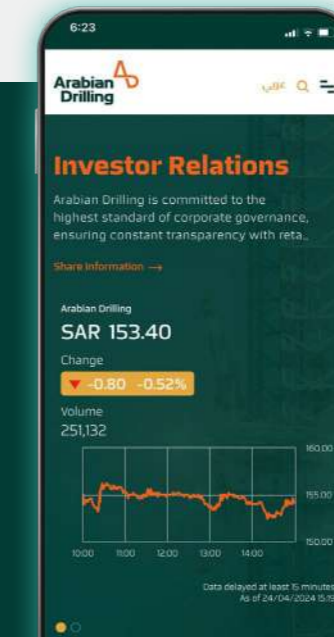 6:23
Arabian
Drilling
عربي
Investor Relations
Arabian Drilling is committed to the
highest standard of corporate governance,
ensuring constant transparency with reta...
Share Information →
Arabian Drilling
SAR 153.40
Change
▼ -0.80 -0.52%
Volume
251,132
160.00
155.00
150.00
10:00 11:00 12:00 13:00 14:00
Data delayed at least 15 minutes
As of 24/04/2024 15:19